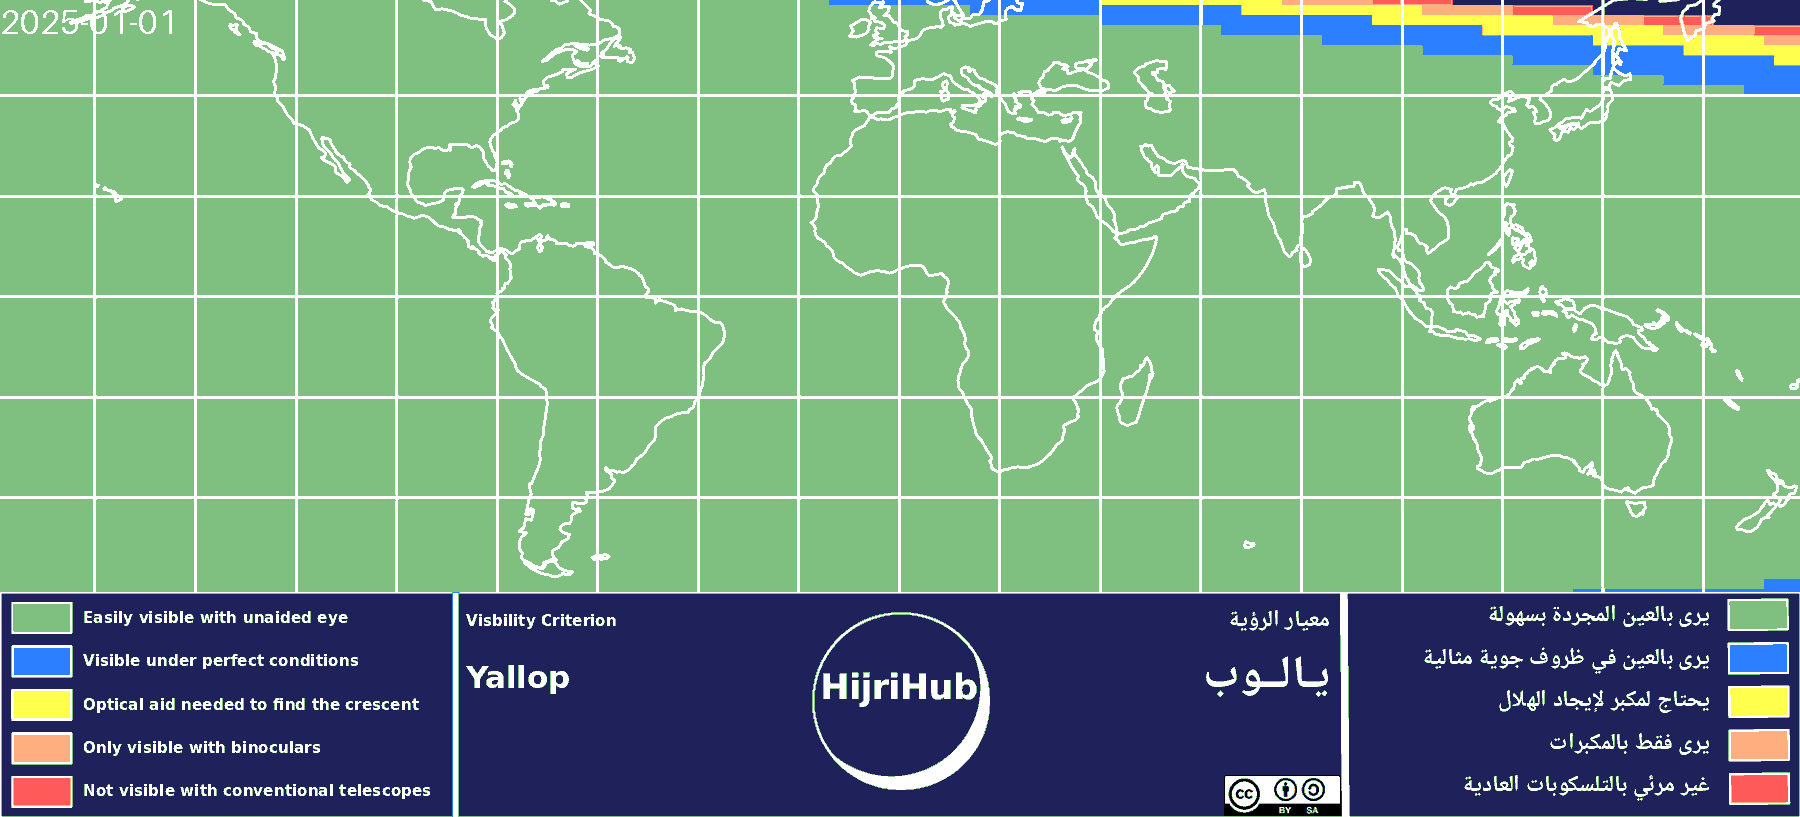 2025-01-01
Easily visible with unaided eye
Visible under perfect conditions
Optical aid needed to find the crescent
Only visible with binoculars
Not visible with conventional telescopes
Visbility Criterion
Yallop
HijriHub
معيار الرؤية
يـالـوب
cc
BY SA
يرى بالعين المجردة بسهولة
يرى بالعين في ظروف جوية مثالية
يحتاج لمكبر لإيجاد الهلال
يرى فقط بالمكبرات
غير مرئي بالتلسكوبات العادية